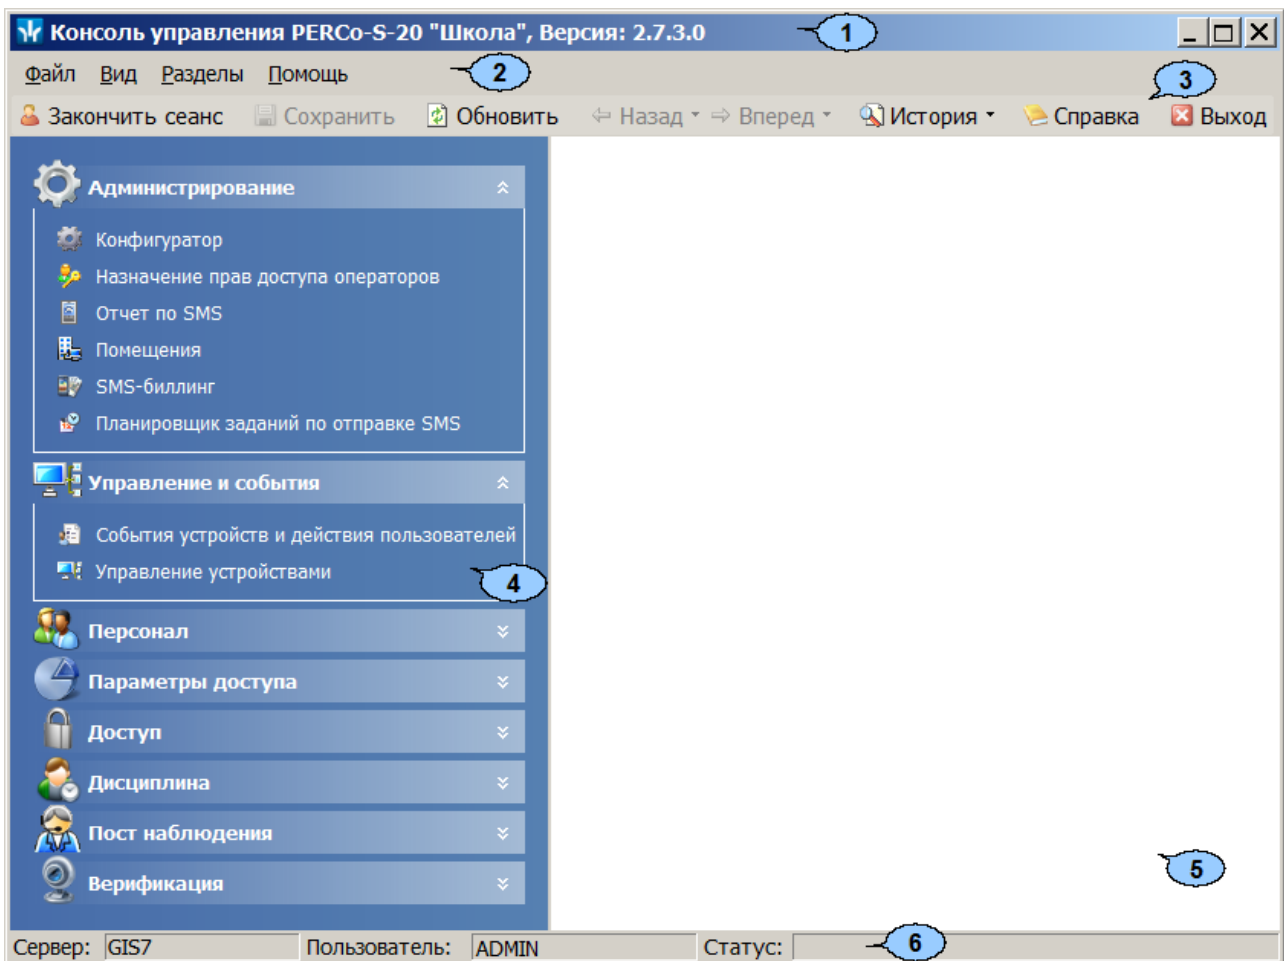 Консоль управления PERCo-S-20 "Школа", Версия: 2.7.3.0 1
Файл Вид Разделы Помощь 2
3
Закончить сеанс Сохранить Обновить Назад Вперед История Справка Выход
Администрирование
Конфигуратор
Назначение прав доступа операторов
Отчет по SMS
Помещения
SMS-биллинг
Планировщик заданий по отправке SMS
Управление и события
События устройств и действия пользователей
Управление устройствами
4
Персонал
Параметры доступа
Доступ
Дисциплина
Пост наблюдения
Верификация
5
Сервер: GIS7 Пользователь: ADMIN Статус: 6